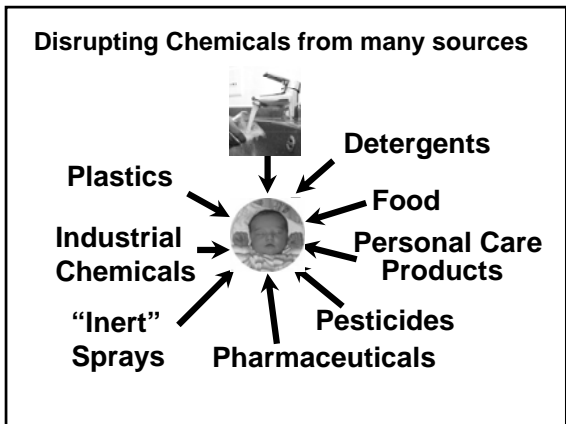 Disrupting Chemicals from many sources
Detergents
Plastics
Food
Industrial
Chemicals
Personal Care
Products
“Inert”
Sprays
Pesticides
Pharmaceuticals